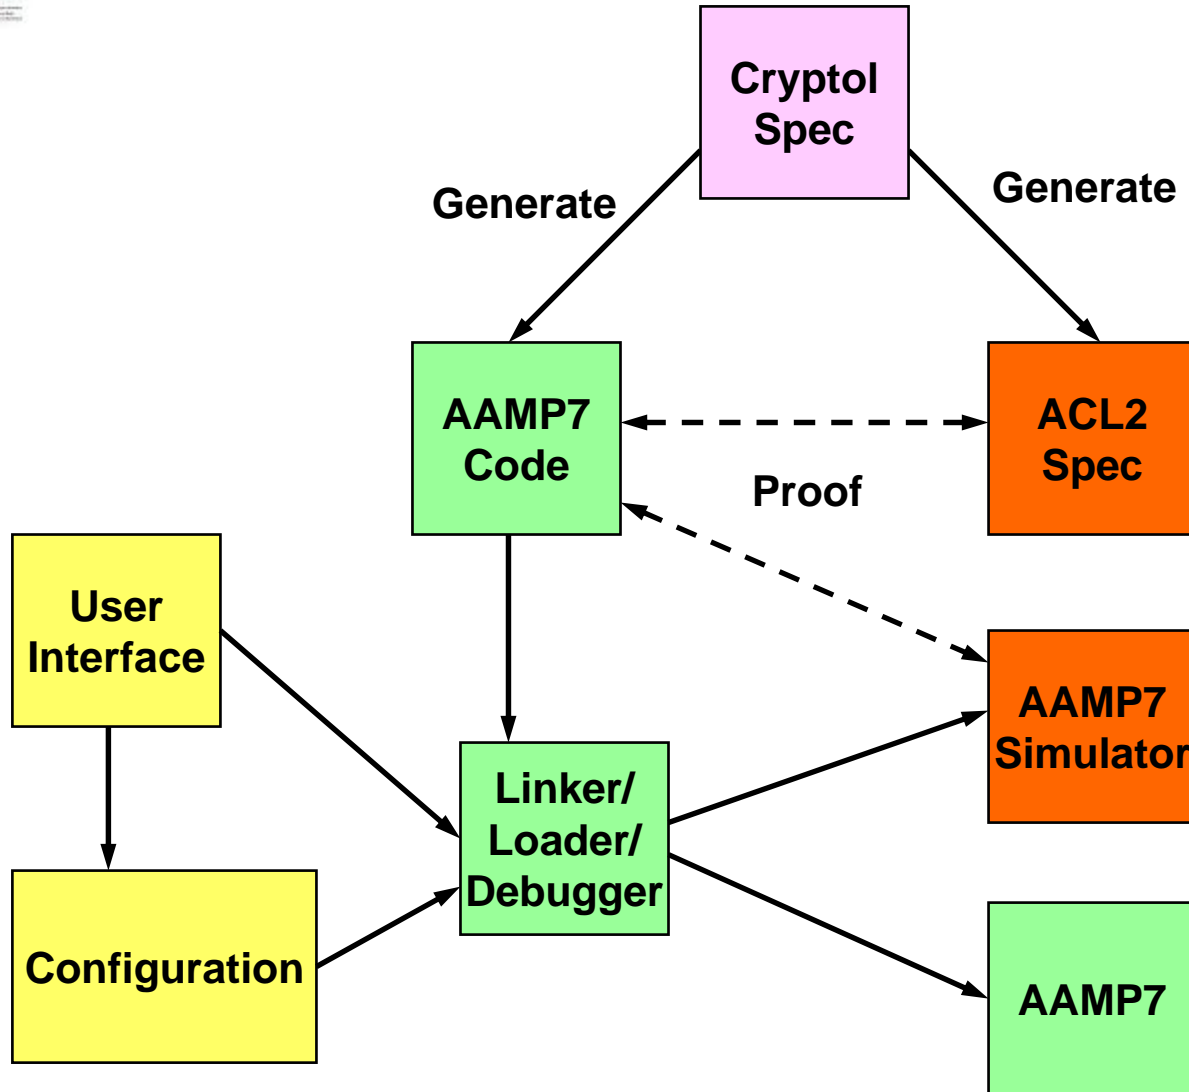 Cryptol
Spec
Generate
Generate
AAMP7
Code
ACL2
Spec
Proof
User
Interface
AAMP7
Simulator
Linker/
Loader/
Debugger
Configuration
AAMP7